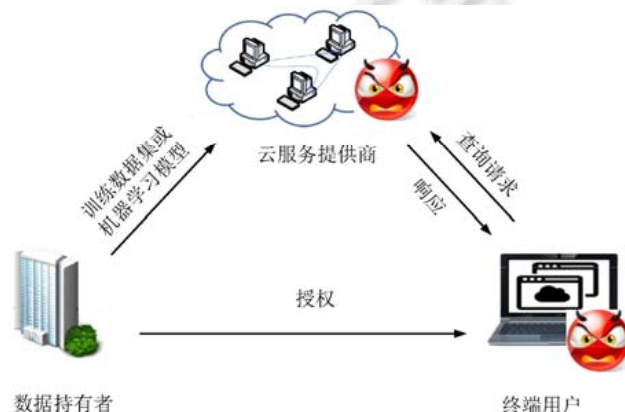 云服务提供商
训练数据集或
机器学习模型
查询请求
响应
授权
数据持有者
终端用户